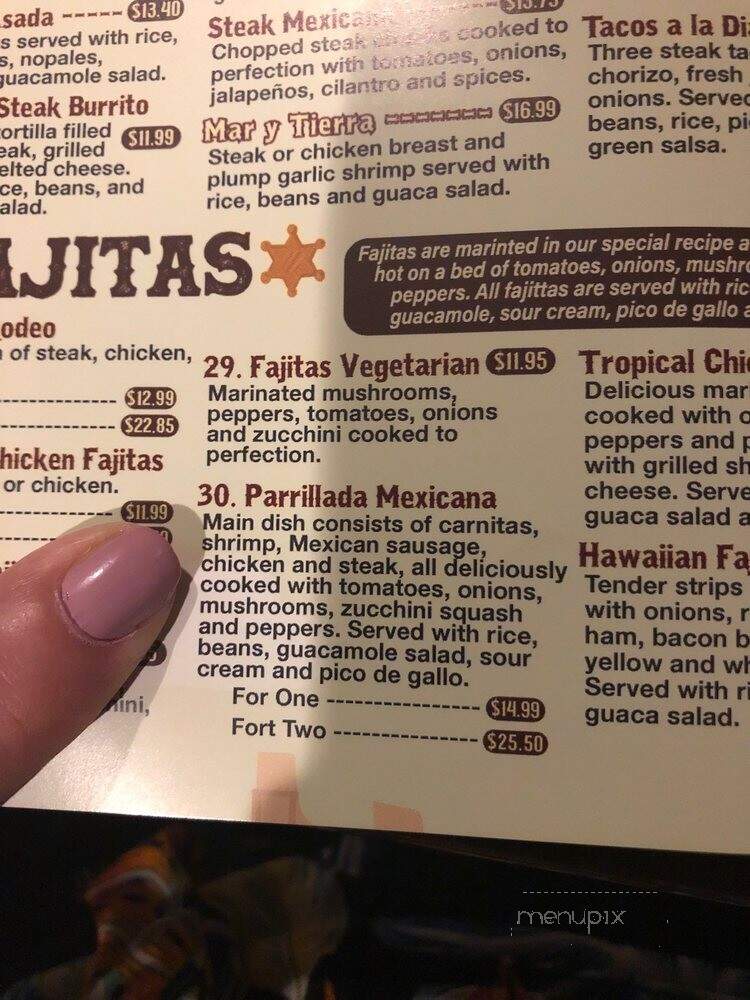 sada ----- $13.40
s served with rice,
s, nopales,
guacamole salad.
Steak Burrito
tortilla filled $11.99
eak, grilled
elted cheese.
ce, beans, and
alad.
Steak Mexican
Chopped steak cooked to
perfection with tomatoes, onions,
jalapeños, cilantro and spices.
Mar y Tierra $16.99
Steak or chicken breast and
plump garlic shrimp served with
rice, beans and guaca salad.
Tacos a la Di
Three steak ta
chorizo, fresh
onions. Served
beans, rice, pi
green salsa.
AJITAS
Fajitas are marinted in our special recipe a
hot on a bed of tomatoes, onions, mushro
peppers. All fajittas are served with ric
guacamole, sour cream, pico de gallo a
odeo
n of steak, chicken,
$12.99
$22.85
hicken Fajitas
or chicken.
$11.99
ini,
29. Fajitas Vegetarian $11.95
Marinated mushrooms,
peppers, tomatoes, onions
and zucchini cooked to
perfection.
30. Parrillada Mexicana
Main dish consists of carnitas,
shrimp, Mexican sausage,
chicken and steak, all deliciously
cooked with tomatoes, onions,
mushrooms, zucchini squash
and peppers. Served with rice,
beans, guacamole salad, sour
cream and pico de gallo.
For One ---------------- $14.99
Fort Two --------------- $25.50
Tropical Chi
Delicious mar
cooked with o
peppers and p
with grilled sh
cheese. Serve
guaca salad a
Hawaiian Fa
Tender strips
with onions, r
ham, bacon b
yellow and wh
Served with ri
guaca salad.
menupix